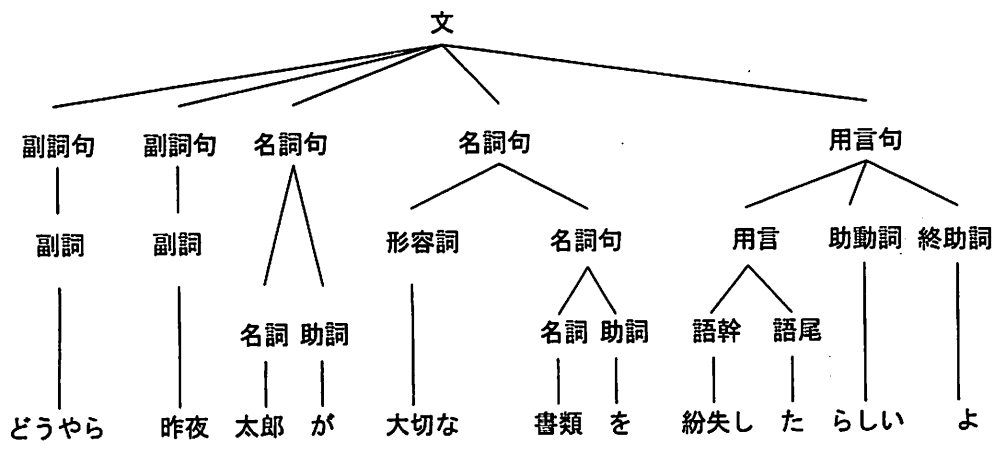 文
副詞句 副詞句 名詞句 名詞句 用言句
副詞 副詞 形容詞 名詞句 用言 助動詞 終助詞
名詞 助詞 名詞 助詞 語幹 語尾
どうやら 昨夜 太郎 が 大切な 書類 を 紛失し た らしい よ